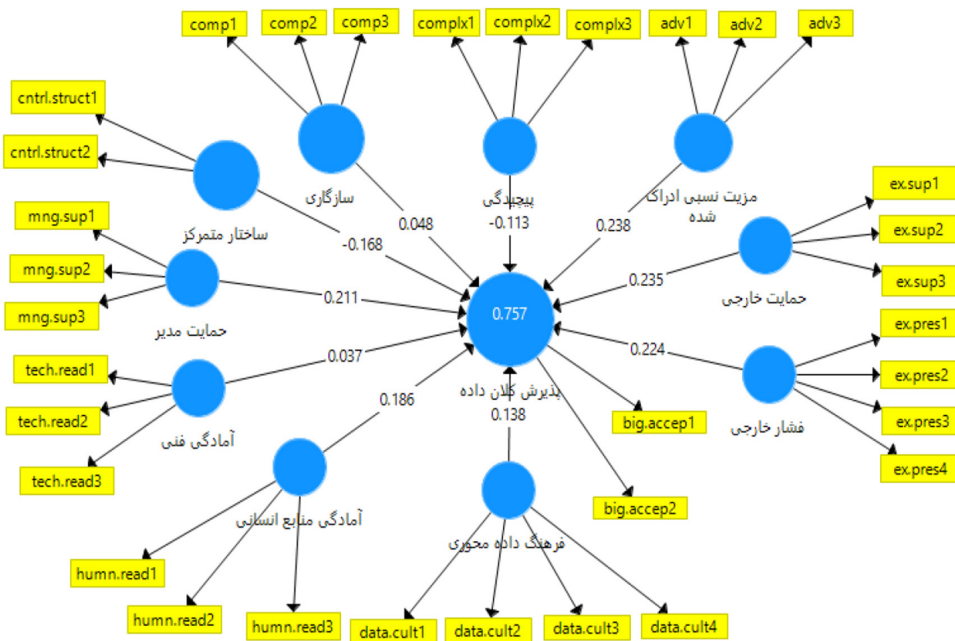 comp1
comp2
comp3
complx1
complx2
complx3
adv1
adv2
adv3
cntrl.struct1
cntrl.struct2
ساختار متمرکز
-0.168
سازگاری
0.048
پیچیدگی
-0.113
مزیت نسبی ادراک
شده
0.238
ex.sup1
ex.sup2
ex.sup3
حمایت خارجی
0.235
mng.sup1
mng.sup2
mng.sup3
حمایت مدیر
0.211
0.757
پذیرش کلان داده
tech.read1
tech.read2
tech.read3
آمادگی فنی
0.037
0.224
فشار خارجی
ex.pres1
ex.pres2
ex.pres3
ex.pres4
0.186
آمادگی منابع انسانی
0.138
فرهنگ داده محوری
big.accep1
big.accep2
humn.read1
humn.read2
humn.read3
data.cult1
data.cult2
data.cult3
data.cult4